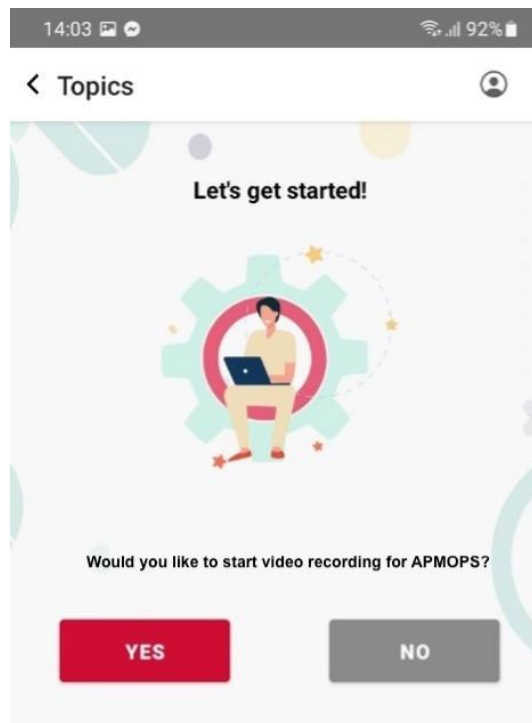 14:03 92%
Topics
Let's get started!
Would you like to start video recording for APMOPS?
YES NO